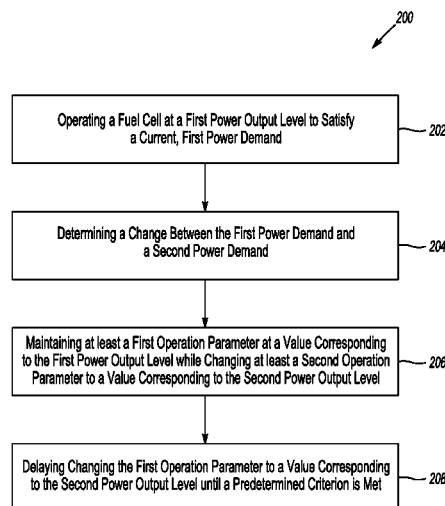 200
Operating a Fuel Cell at a First Power Output Level to Satisfy
a Current, First Power Demand
202
Determining a Change Between the First Power Demand and
a Second Power Demand
204
Maintaining at least a First Operation Parameter at a Value Corresponding
to the First Power Output Level while Changing at least a Second Operation
Parameter to a Value Corresponding to the Second Power Output Level
206
Delaying Changing the First Operation Parameter to a Value Corresponding
to the Second Power Output Level until a Predetermined Criterion is Met
208